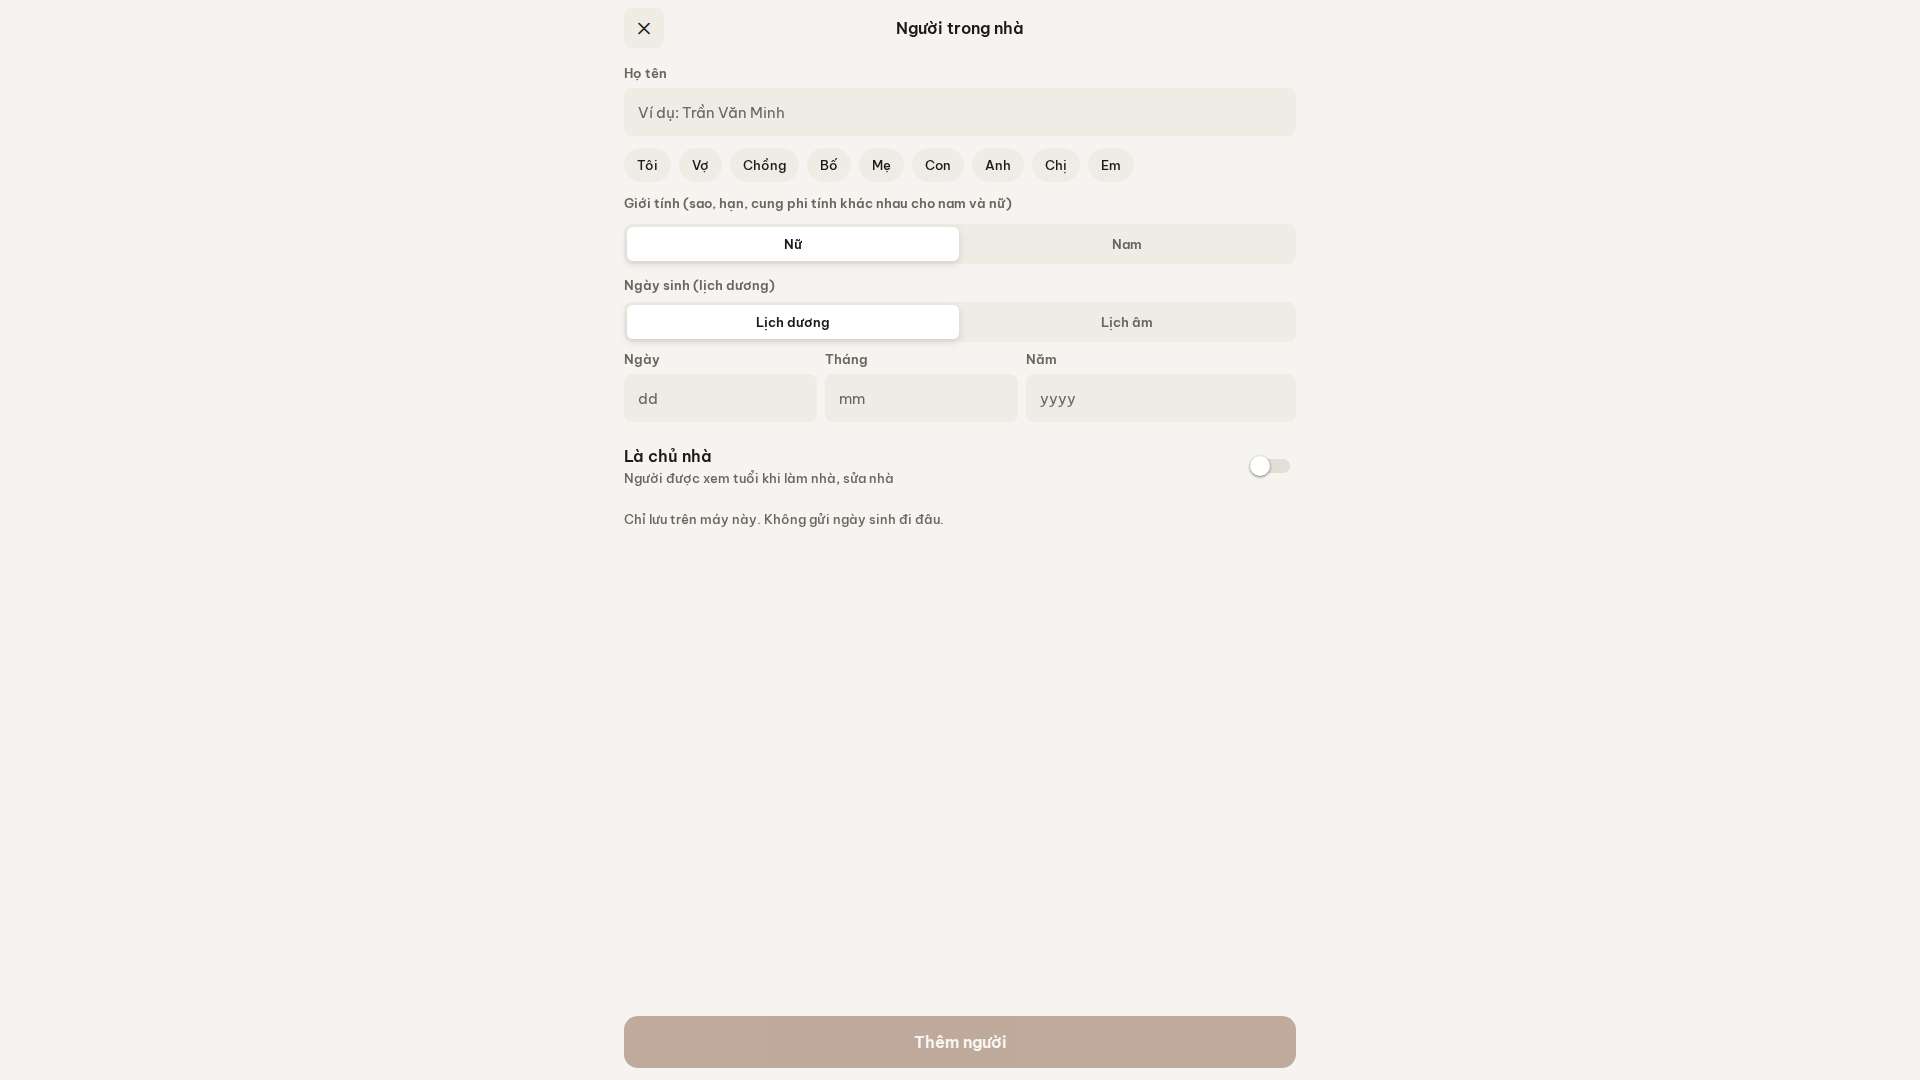 Người trong nhà
Họ tên
Ví dụ: Trần Văn Minh
Tôi Vợ Chồng Bố Mẹ Con Anh Chị Em
Giới tính (sao, hạn, cung phi tính khác nhau cho nam và nữ)
Nữ Nam
Ngày sinh (lịch dương)
Lịch dương Lịch âm
Ngày Tháng Năm
dd mm yyyy
Là chủ nhà
Người được xem tuổi khi làm nhà, sửa nhà
Chỉ lưu trên máy này. Không gửi ngày sinh đi đâu.
Thêm người